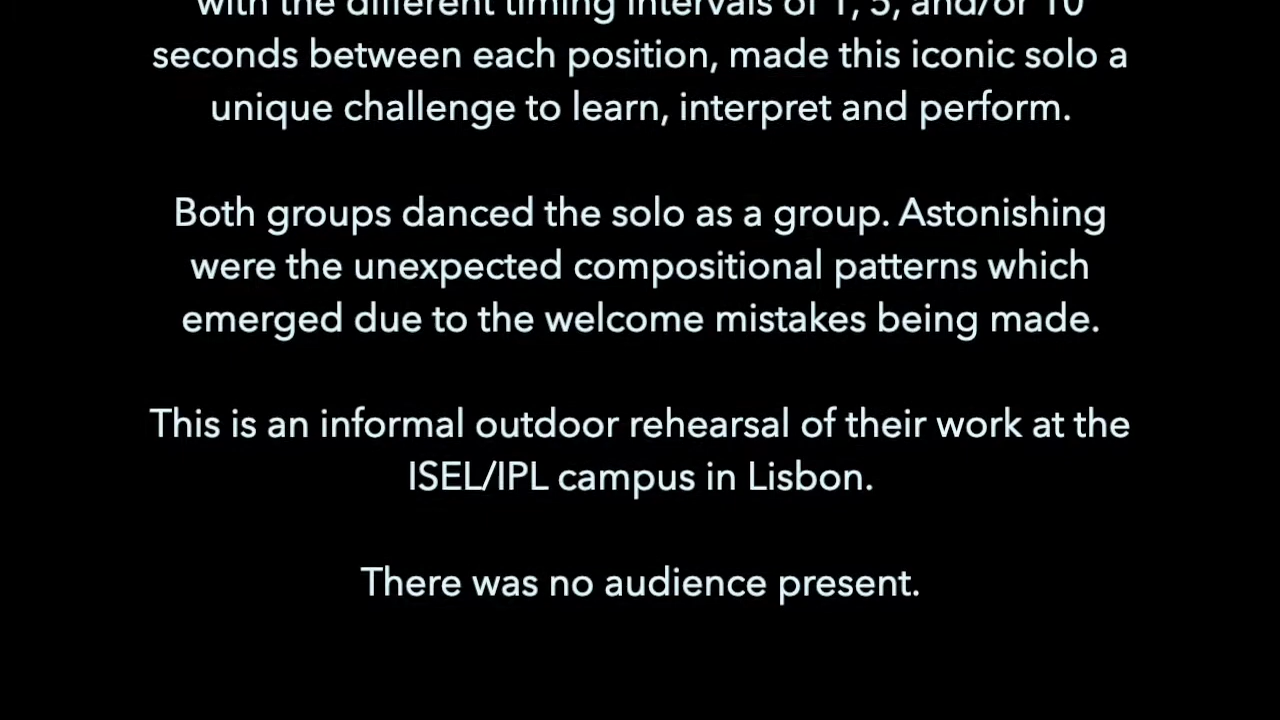 with the different timing intervals of 1, 5, and/or 10
seconds between each position, made this iconic solo a
unique challenge to learn, interpret and perform.
Both groups danced the solo as a group. Astonishing
were the unexpected compositional patterns which
emerged due to the welcome mistakes being made.
This is an informal outdoor rehearsal of their work at the
ISEL/IPL campus in Lisbon.
There was no audience present.